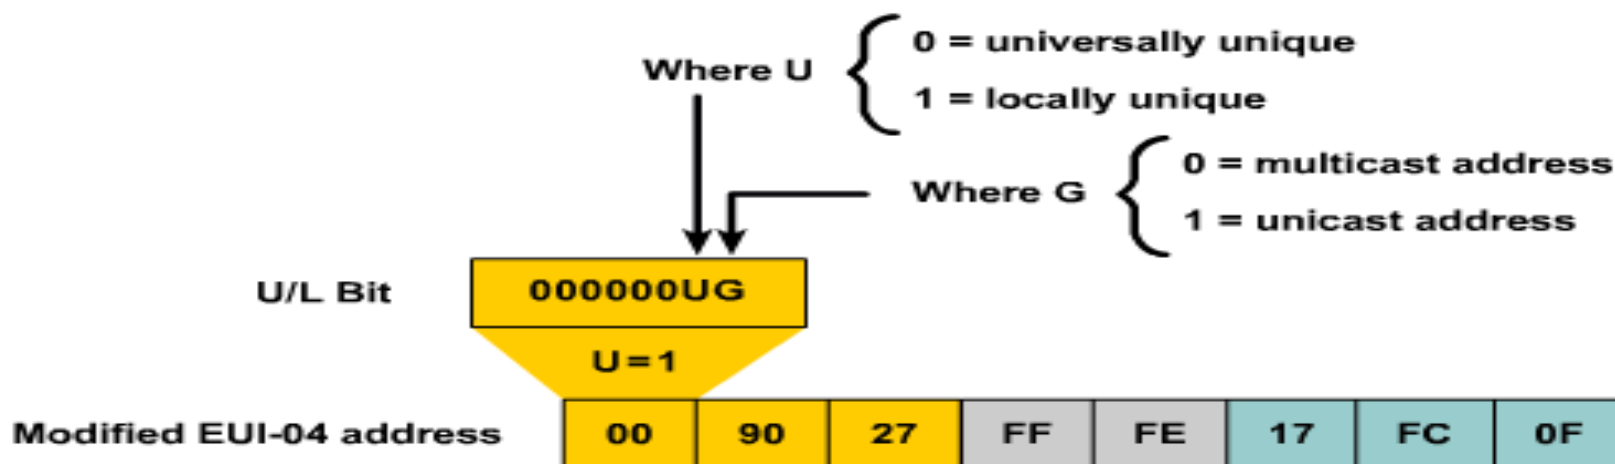 Where U
0 = universally unique
1 = locally unique
Where G
0 = multicast address
1 = unicast address
U/L Bit
000000UG
U=1
Modified EUI-04 address
00 90 27 FF FE 17 FC 0F